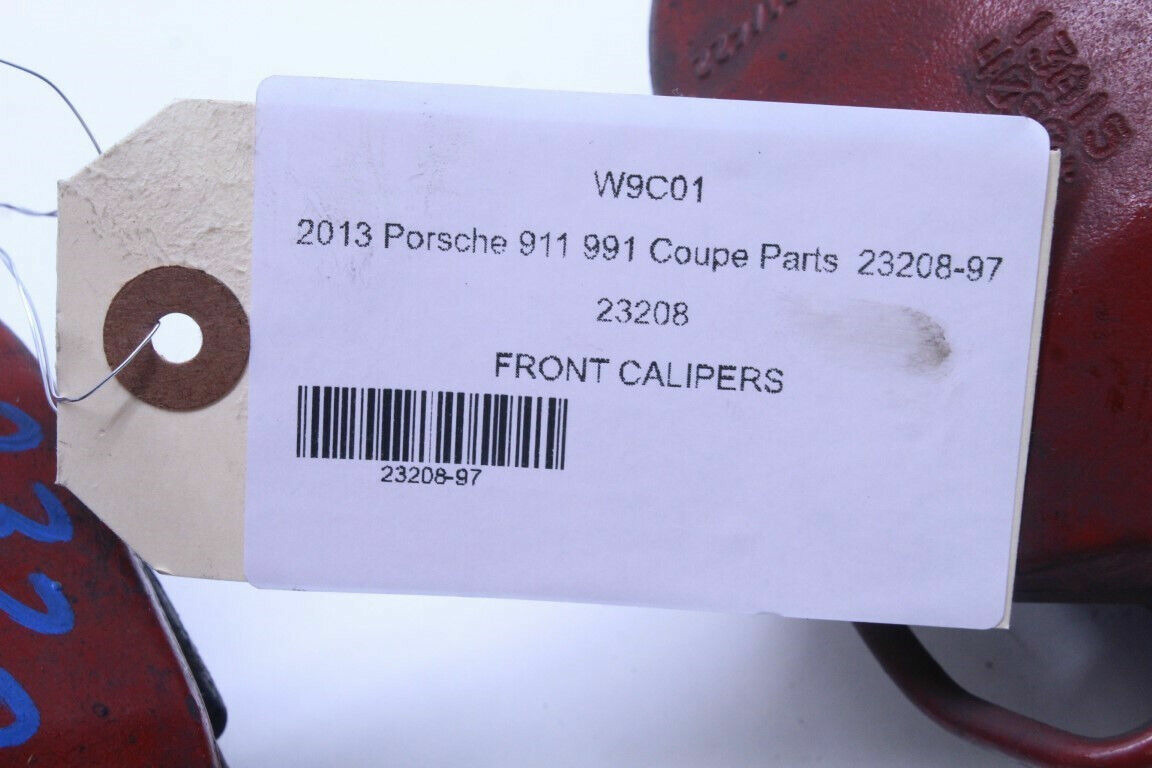 W9C01
2013 Porsche 911 991 Coupe Parts 23208-97
23208
FRONT CALIPERS
23208-97